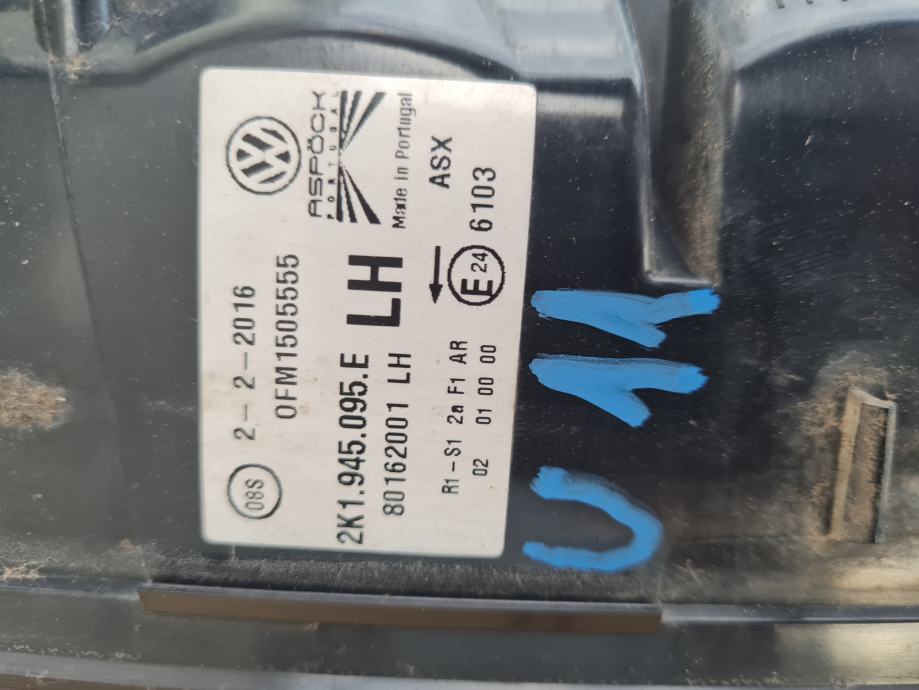 08S
2-2-2016
0FM1505555
2K1.945.095.E LH
80162001 LH
ASPÖCK
PORTUGAL
Made in Portugal
R1-S1 2a F1 AR
02 01 00 00
E24
ASX
6103
U11